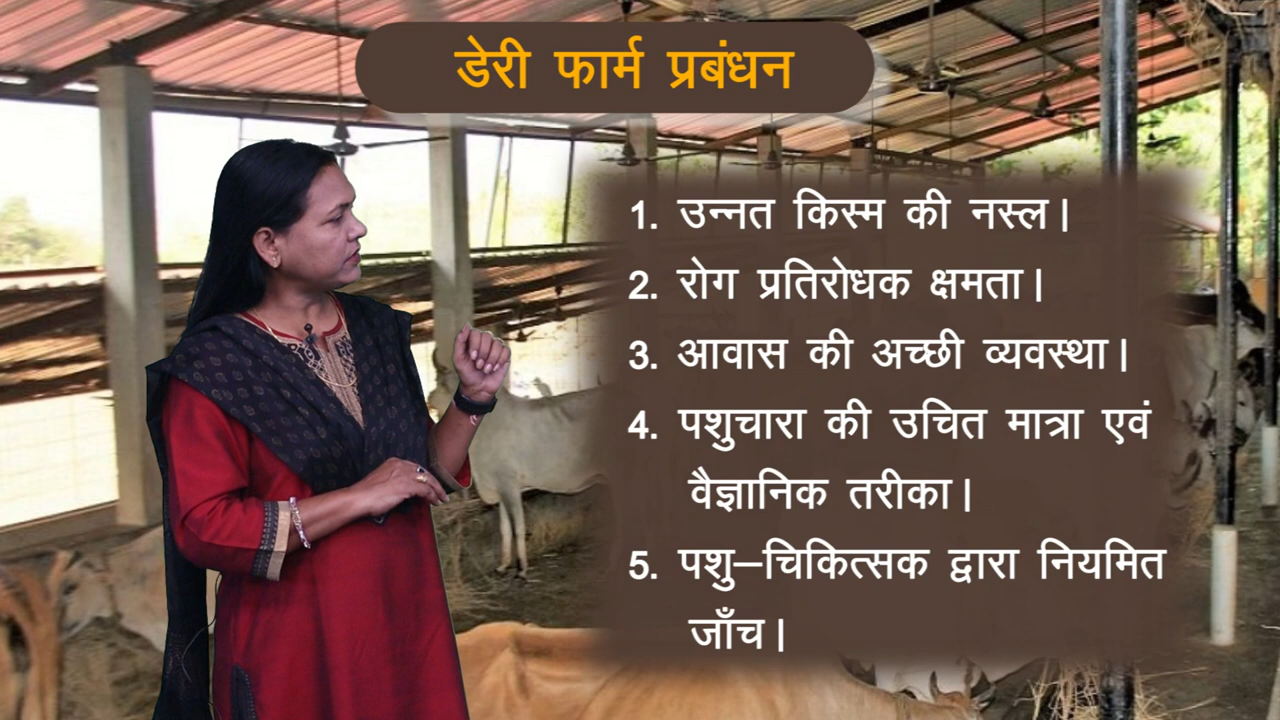 डेरी फार्म प्रबंधन
1. उन्नत किस्म की नस्ल।
2. रोग प्रतिरोधक क्षमता।
3. आवास की अच्छी व्यवस्था।
4. पशुचारा की उचित मात्रा एवं
वैज्ञानिक तरीका।
5. पशु–चिकित्सक द्वारा नियमित
जाँच।